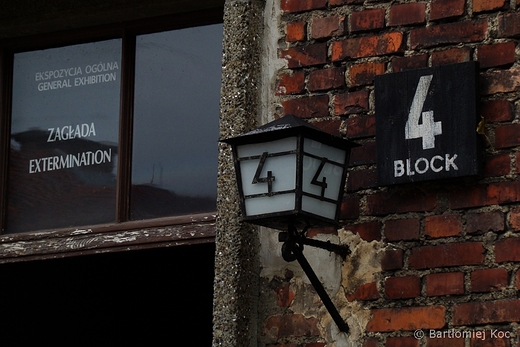 EKSPOZYCJA OGÓLNA
GENERAL EXHIBITION
ZAGŁADA
EXTERMINATION
4
4
4
BLOCK
© Bartłomiej Koc